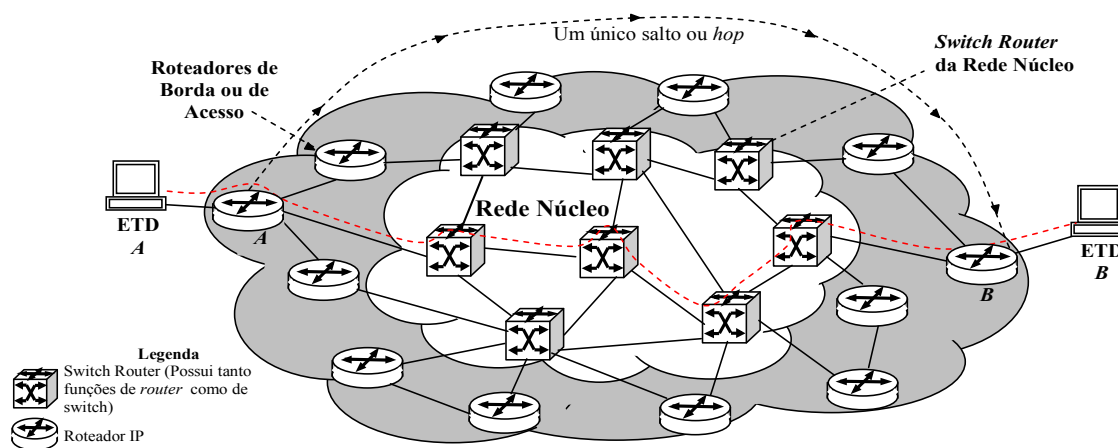 Um único salto ou hop
Switch Router
da Rede Núcleo
Roteadores de
Borda ou de
Acesso
Rede Núcleo
ETD
A
A
ETD
B
B
Legenda
Switch Router (Possui tanto
funções de router como de
switch)
Roteador IP